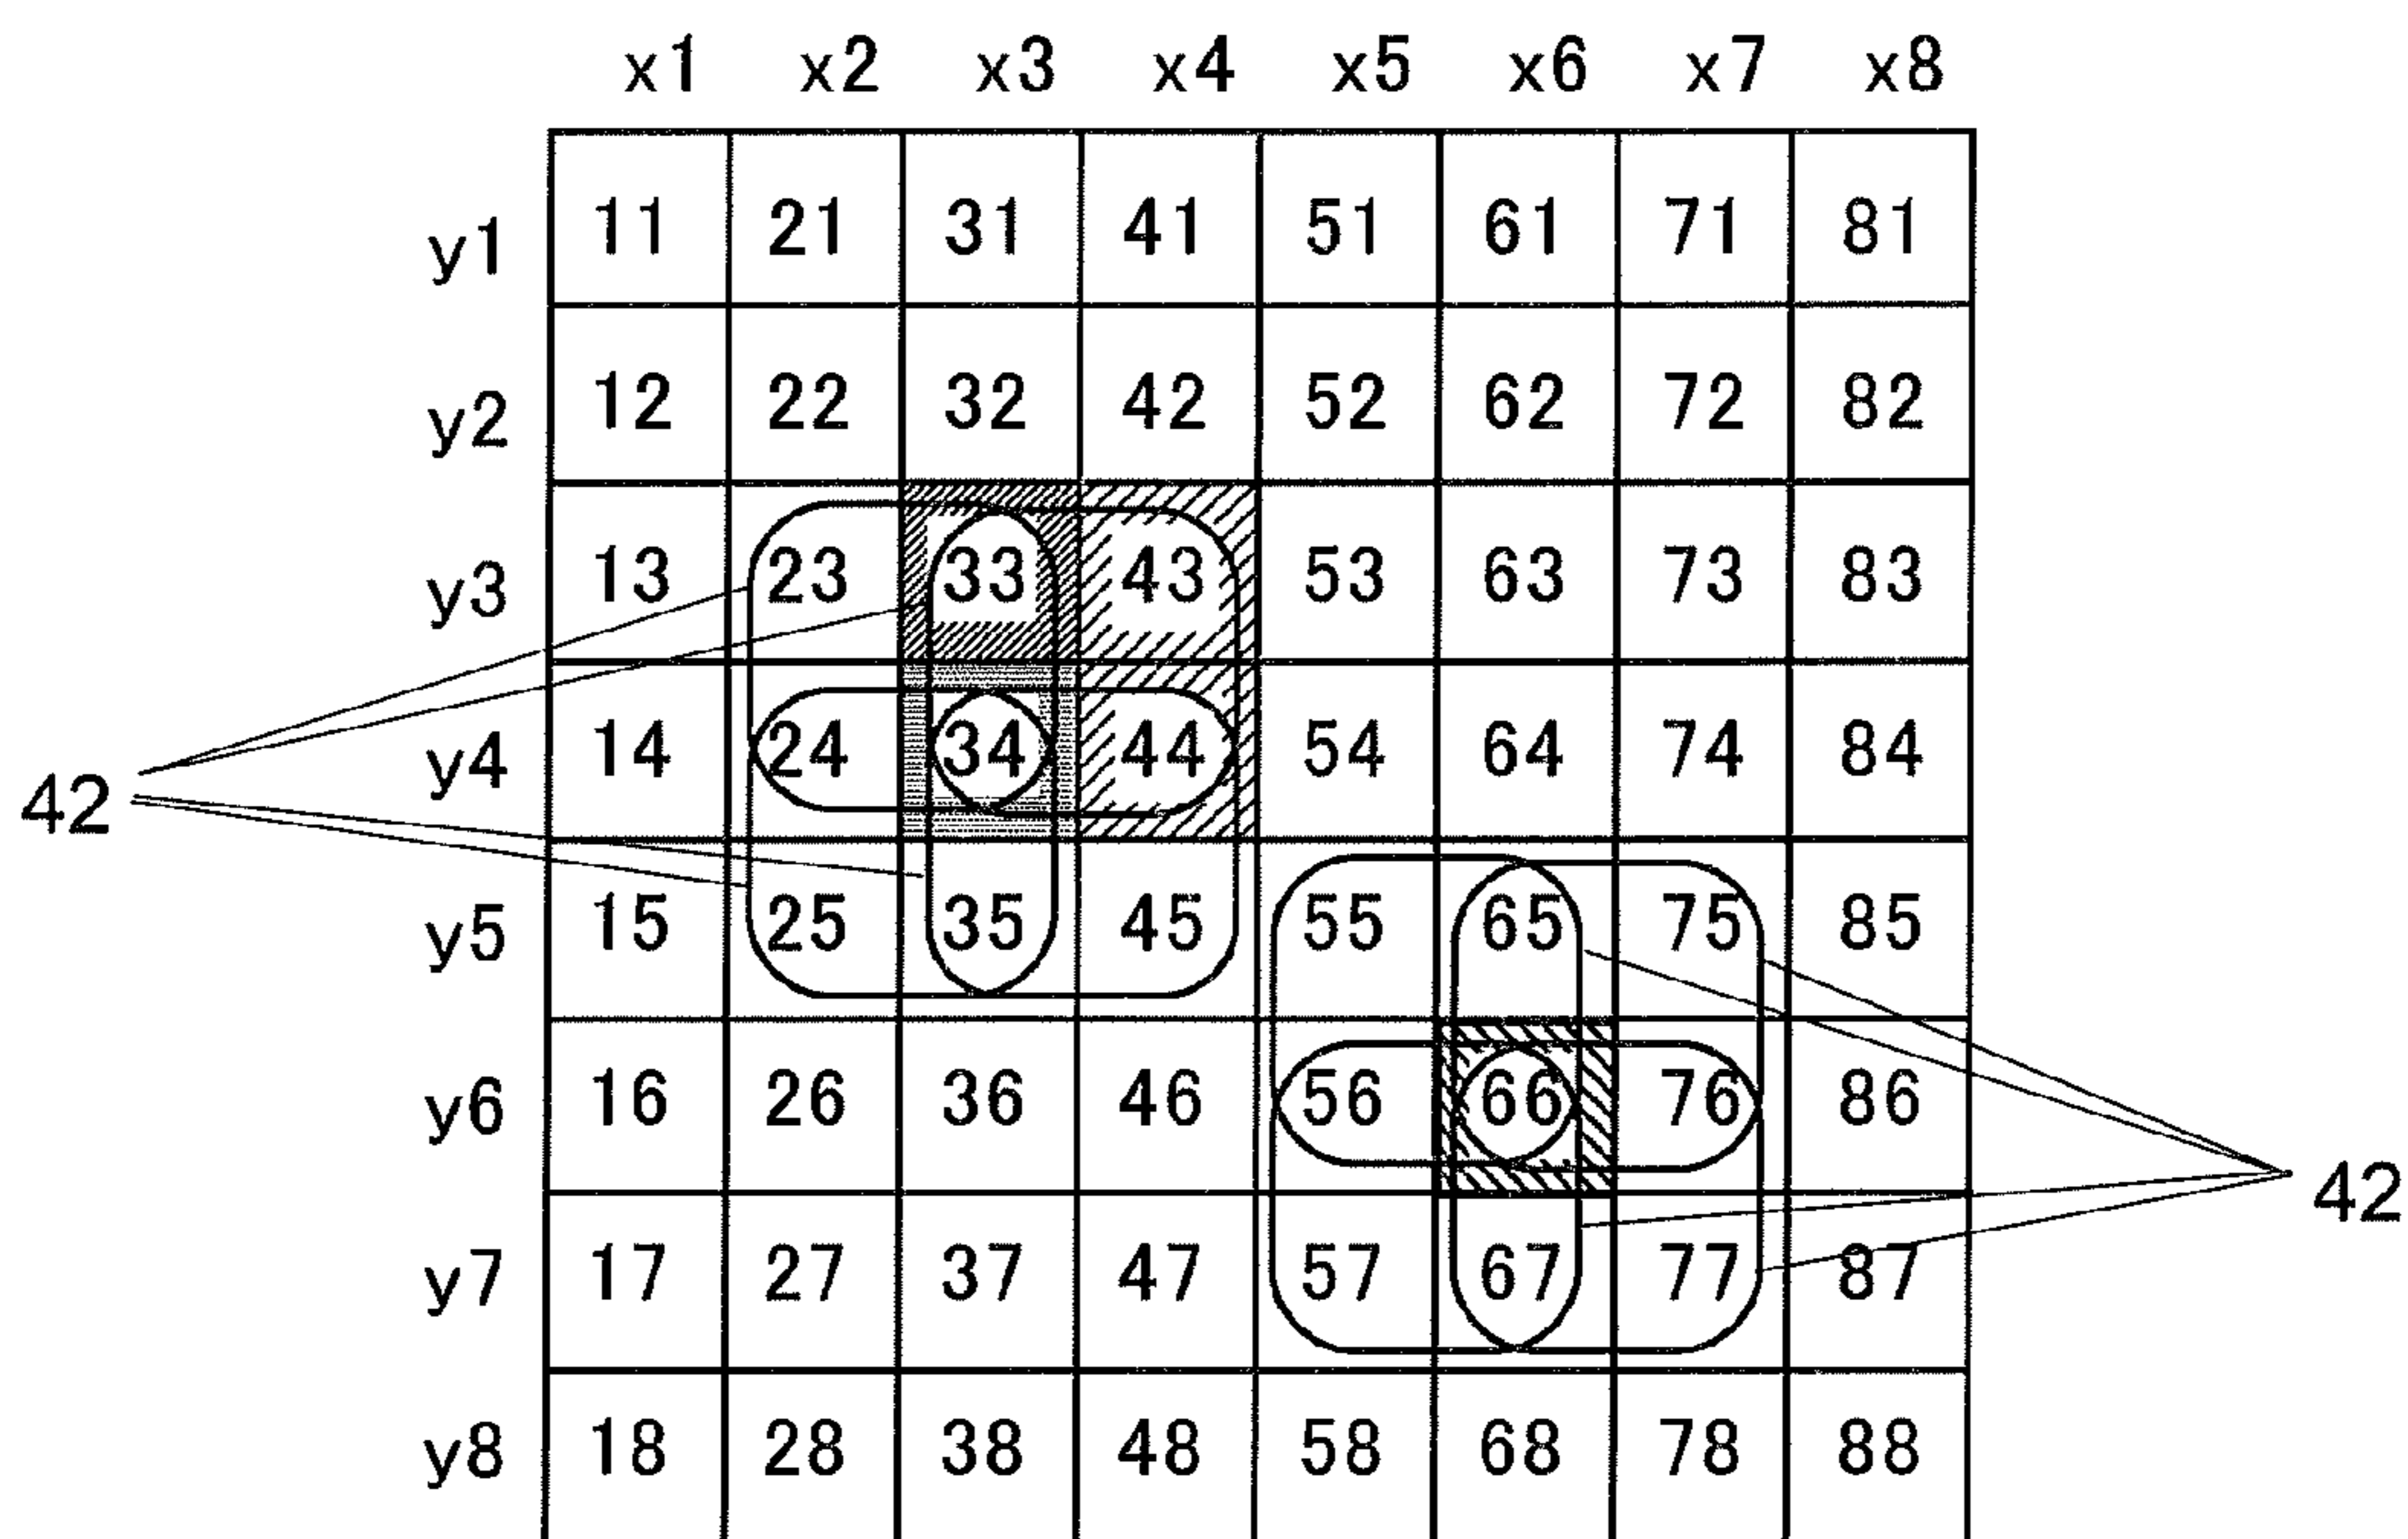 x1 x2 x3 x4 x5 x6 x7 x8
y1 11 21 31 41 51 61 71 81
y2 12 22 32 42 52 62 72 82
y3 13 23 33 43 53 63 73 83
y4 14 24 34 44 54 64 74 84
42
y5 15 25 35 45 55 65 75 85
y6 16 26 36 46 56 66 76 86
42
y7 17 27 37 47 57 67 77 87
y8 18 28 38 48 58 68 78 88